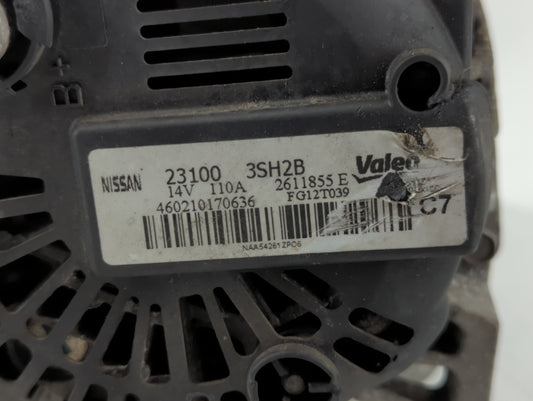 B+
NISSAN 23100 3SH2B Valeo
14V 110A 2611855 E
460210170636 FG12T039
C7
NAA54261ZP06